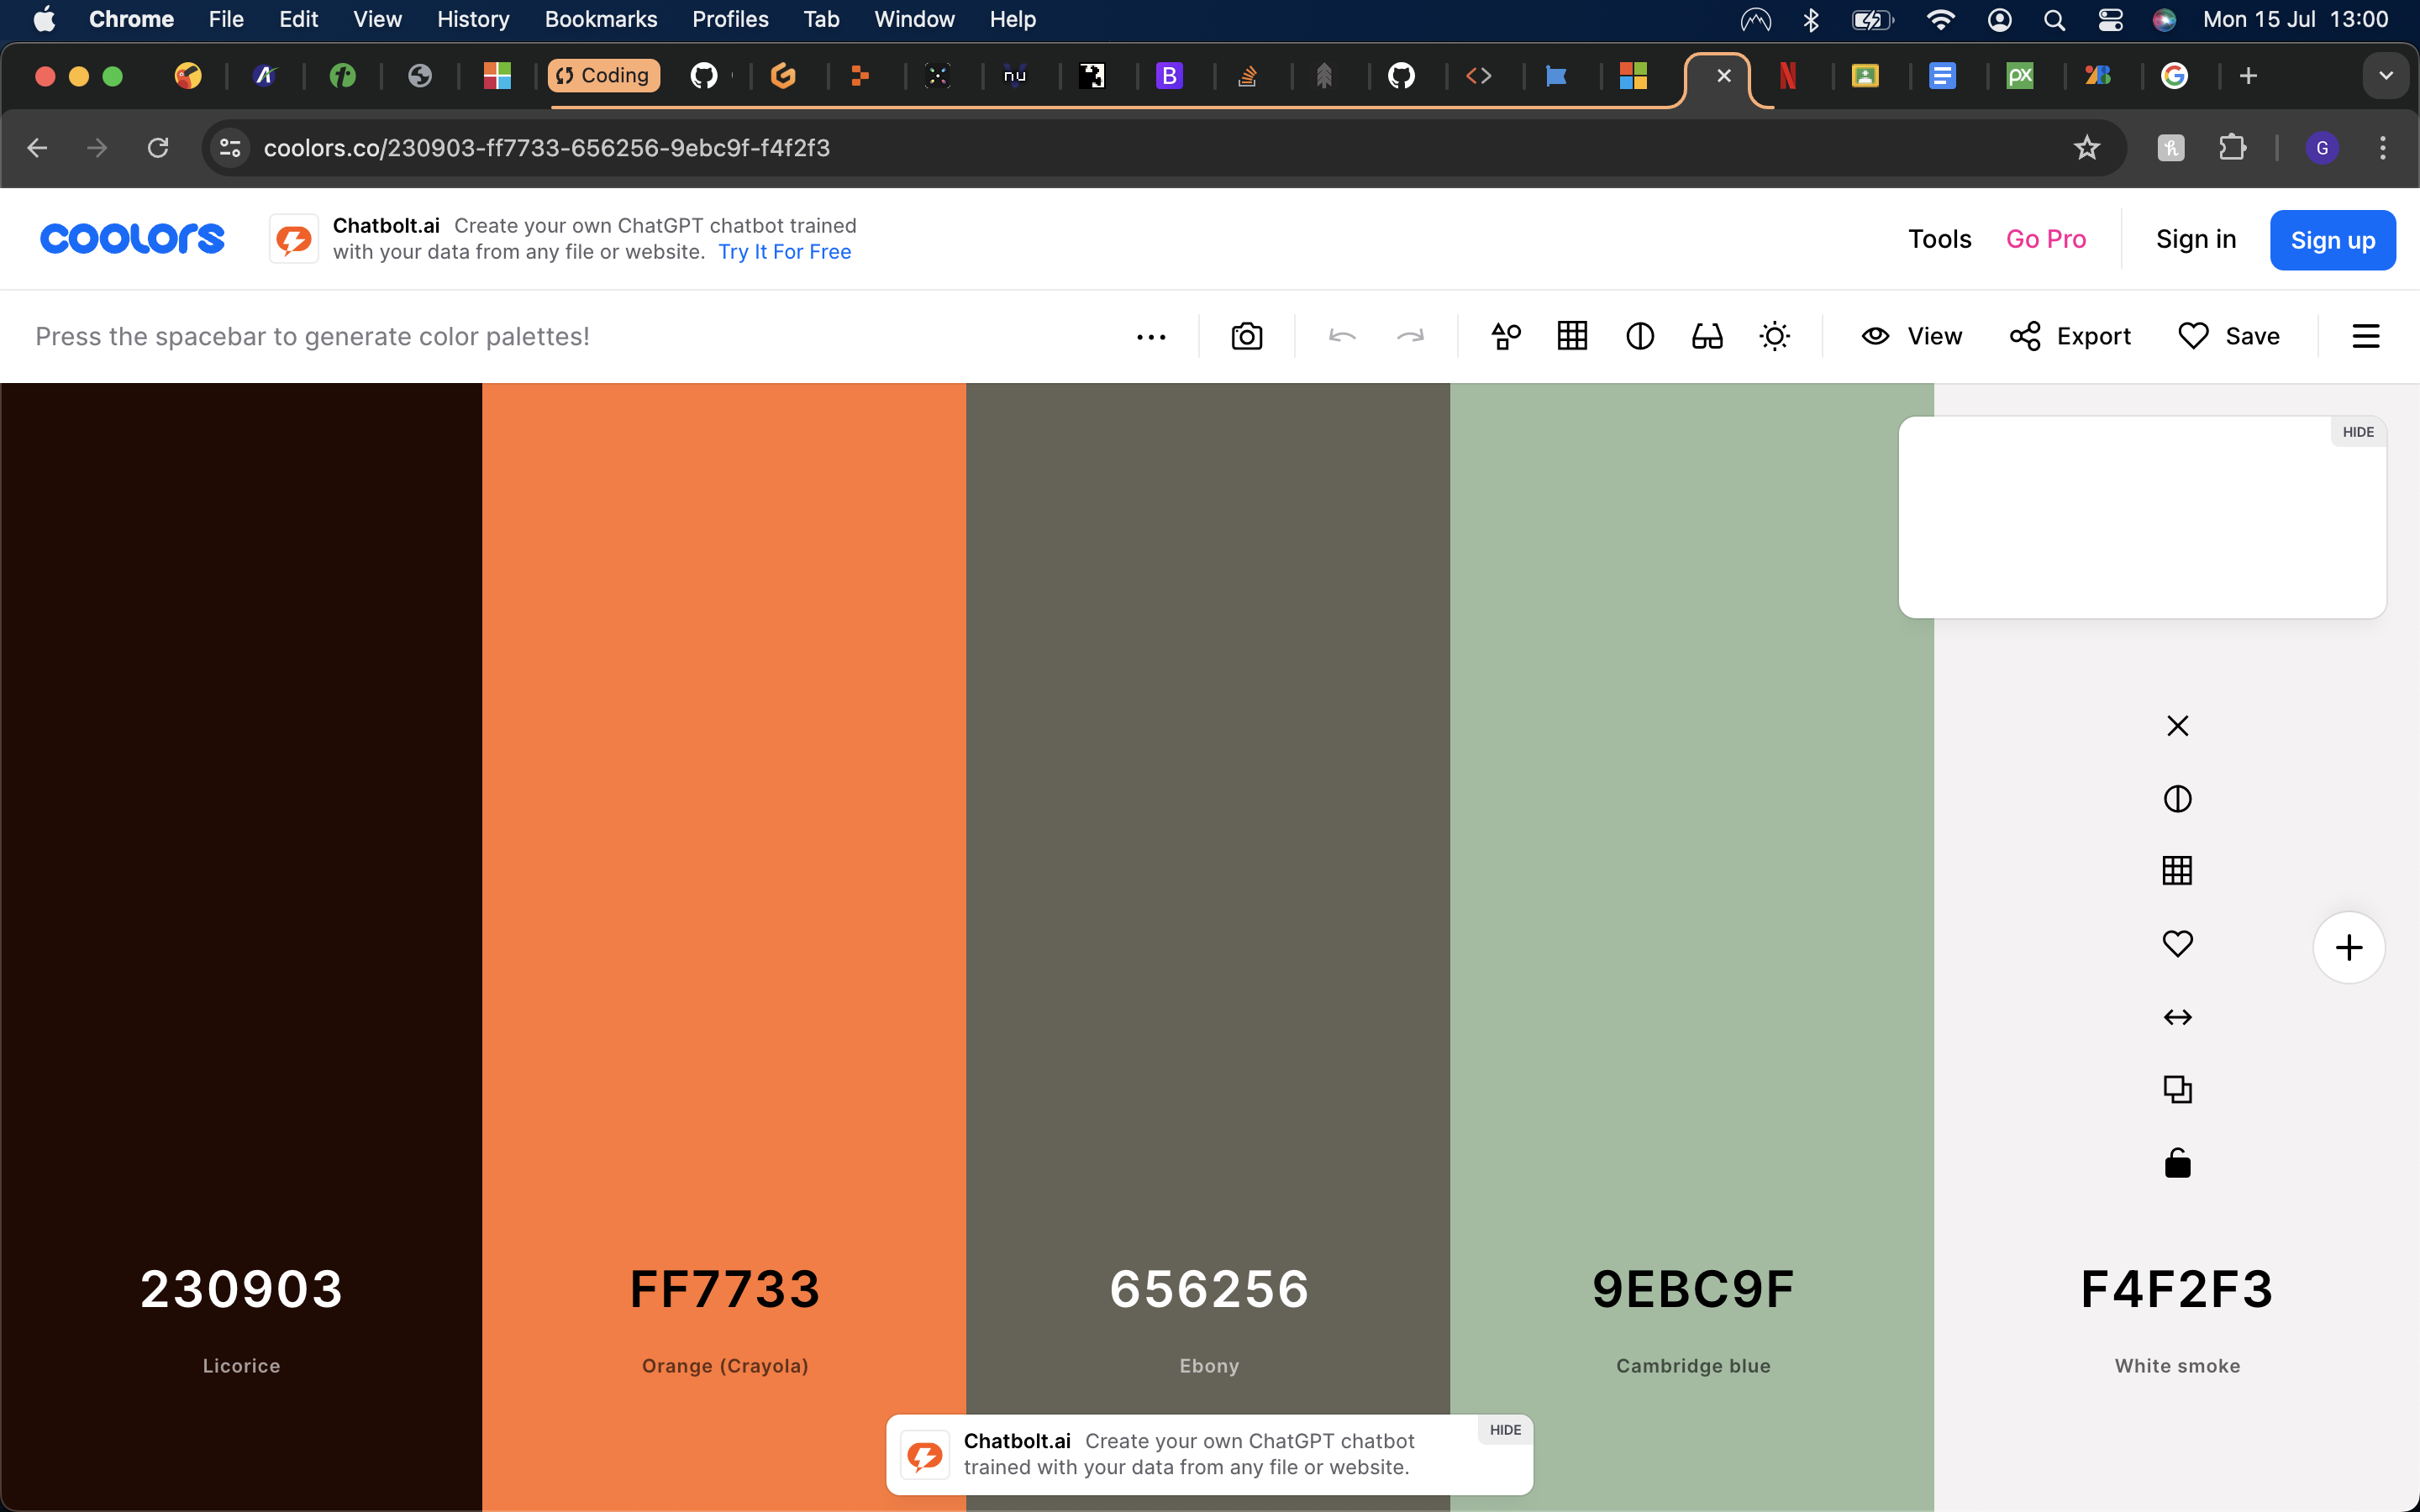 Chrome File Edit View History Bookmarks Profiles Tab Window Help Mon 15 Jul 13:00
Coding
coolors.co/230903-ff7733-656256-9ebc9f-f4f2f3 G
coolors
Chatbolt.ai Create your own ChatGPT chatbot trained
with your data from any file or website. Try It For Free
Tools Go Pro Sign in Sign up
Press the spacebar to generate color palettes!
View Export Save
HIDE
230903 FF7733 656256 9EBC9F F4F2F3
Licorice Orange (Crayola) Ebony Cambridge blue White smoke
HIDE
Chatbolt.ai Create your own ChatGPT chatbot
trained with your data from any file or website.